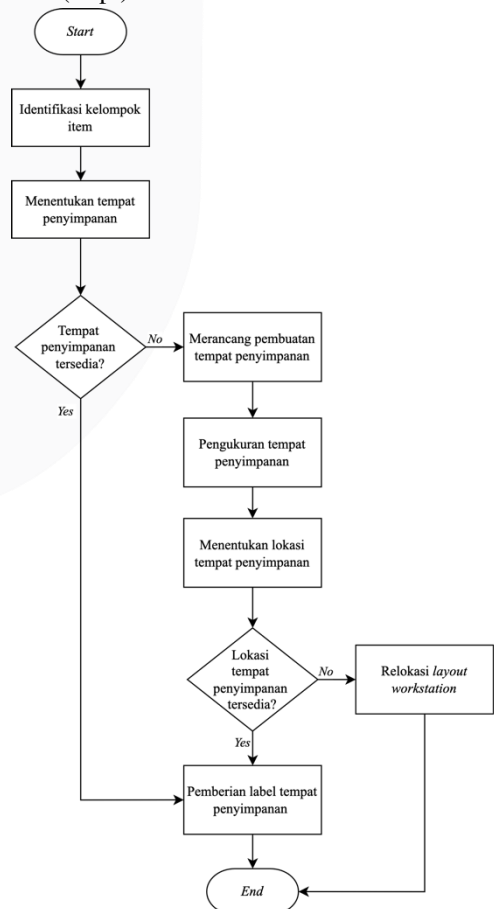 Start
Identifikasi kelompok
item
Menentukan tempat
penyimpanan
Tempat
penyimpanan
tersedia?
No
Yes
Merancang pembuatan
tempat penyimpanan
Pengukuran tempat
penyimpanan
Menentukan lokasi
tempat penyimpanan
Lokasi
tempat
penyimpanan
tersedia?
No
Yes
Relokasi layout
workstation
Pemberian label tempat
penyimpanan
End